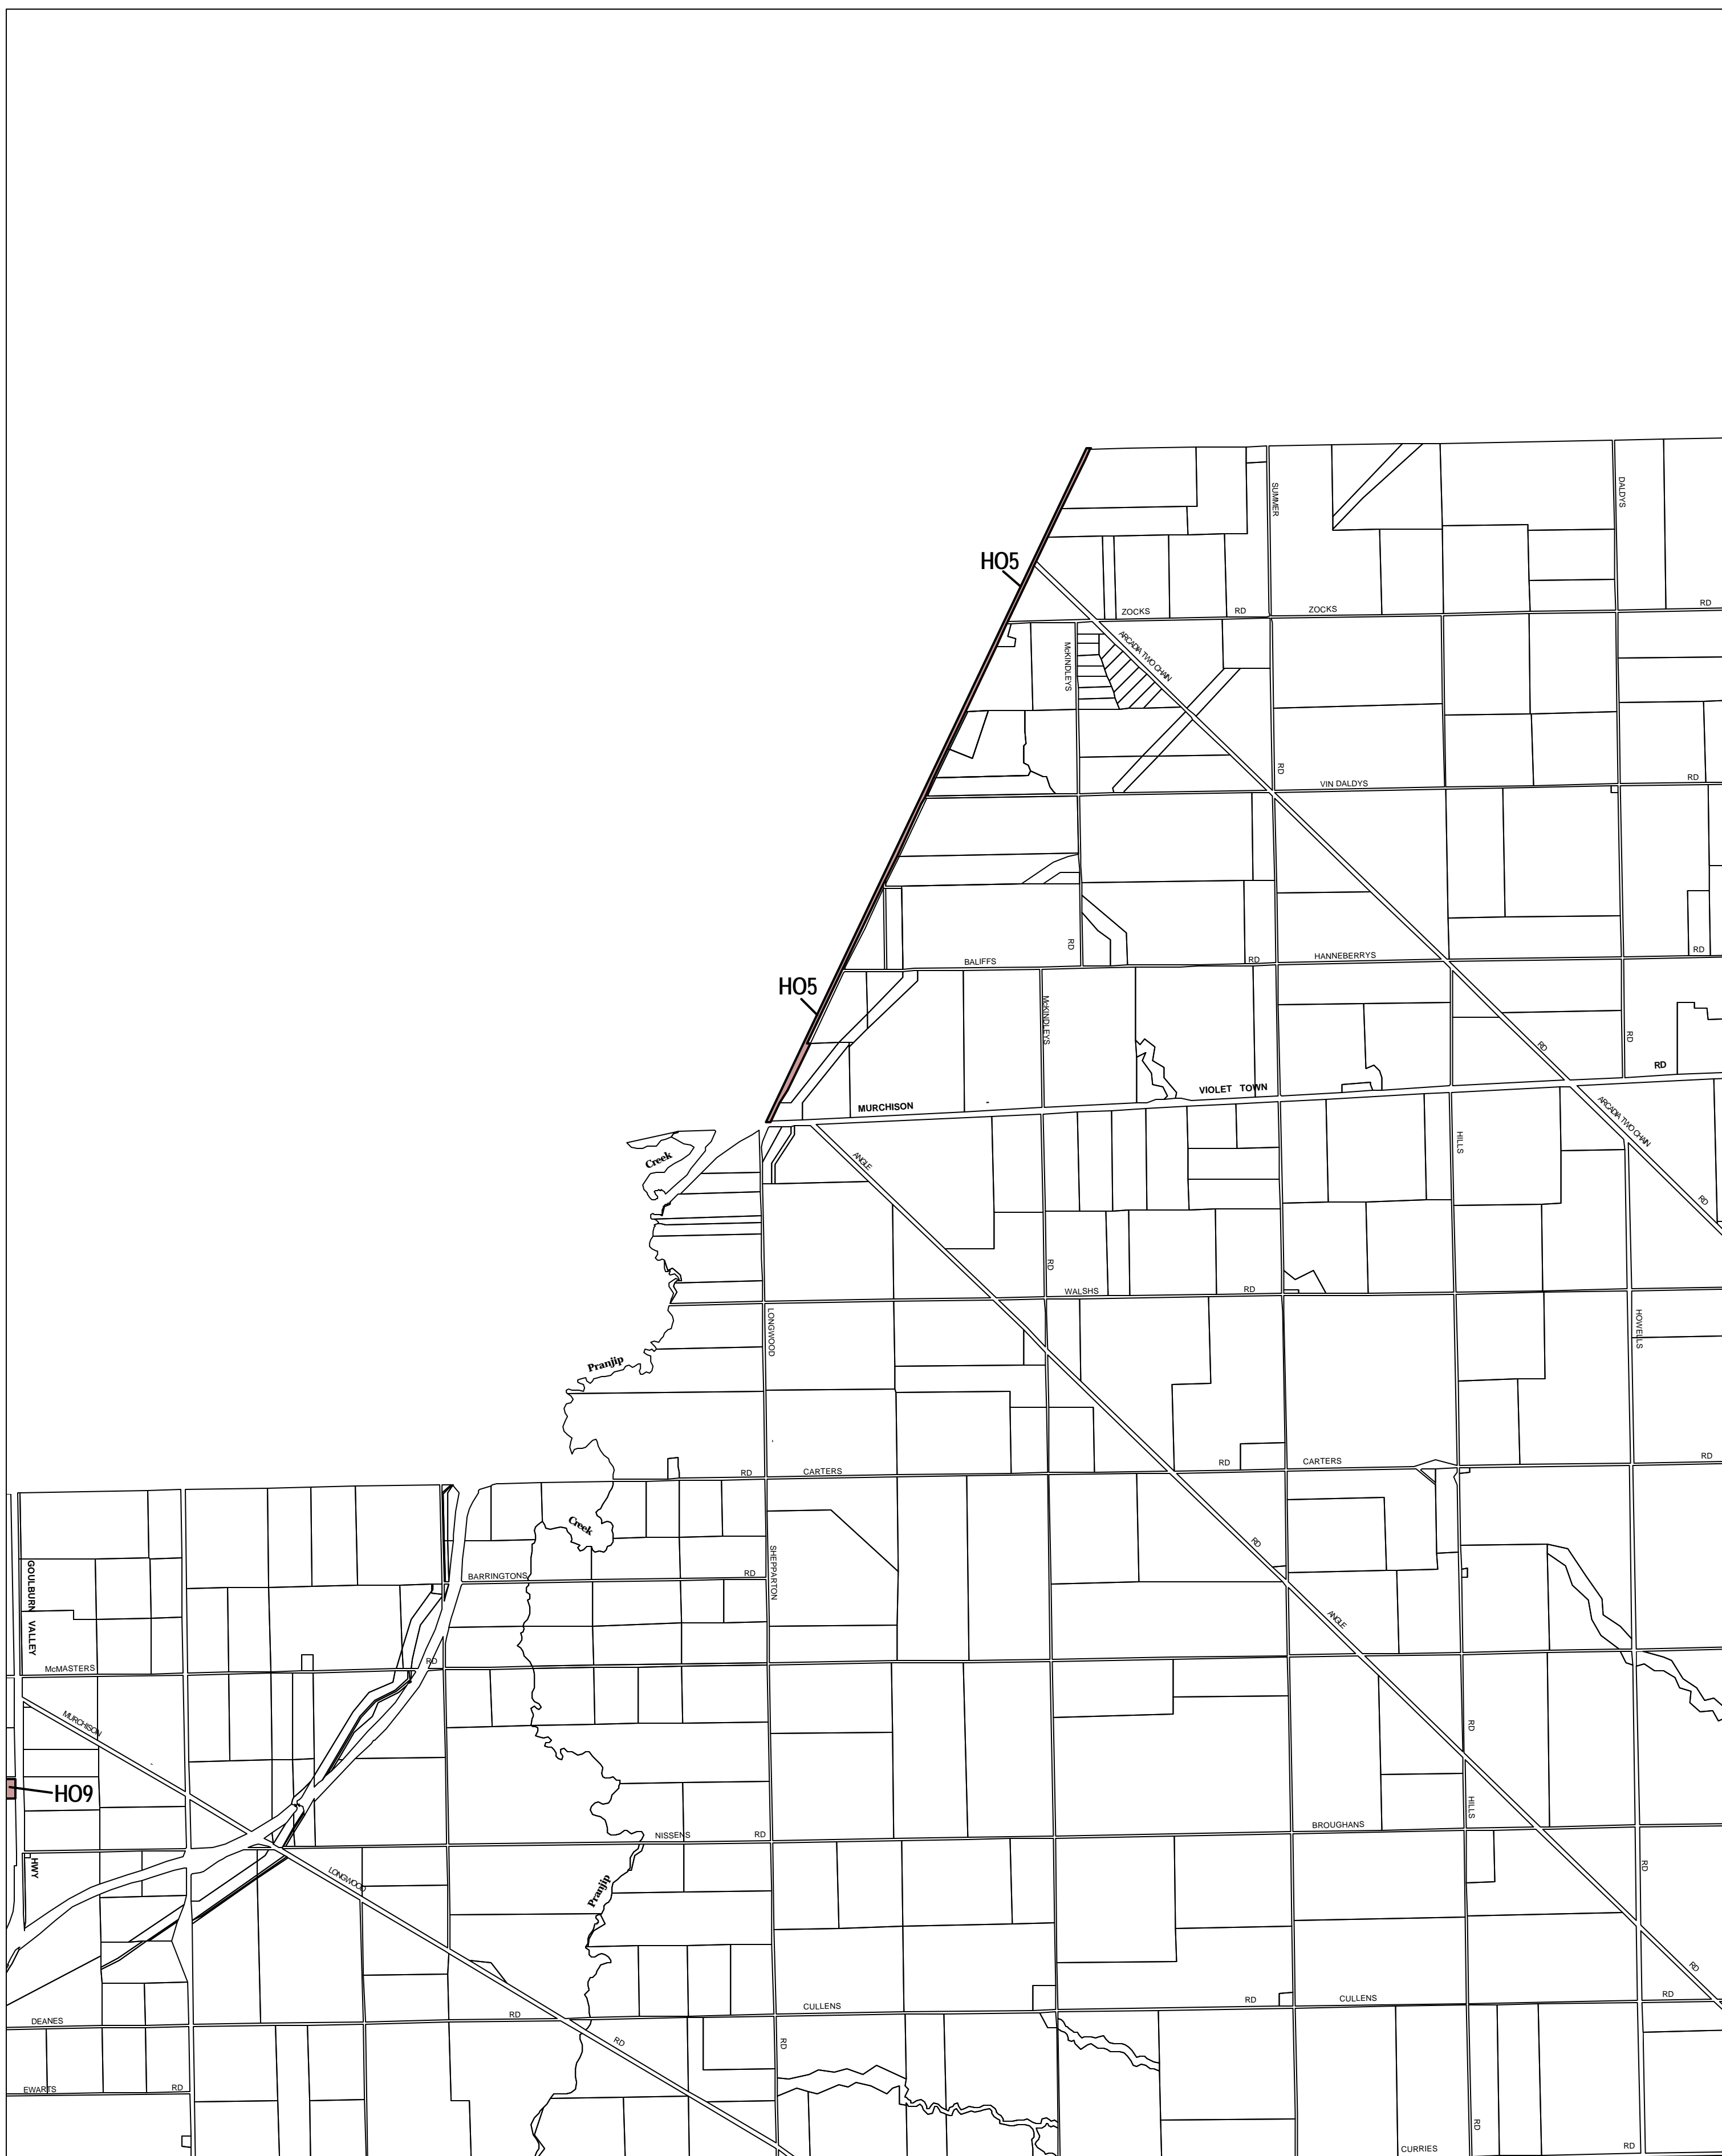 SUMMER
DALDYS
HO5
ZOCKS
RD
ZOCKS
RD
ARCADIA TWO CHAIN
McKINDLEYS
RD
VIN DALDYS
RD
RD
BALIFFS
RD
HANNEBERRYS
RD
HO5
McKINDLEYS
RD
RD
RD
MURCHISON
-
VIOLET TOWN
ARCADIA TWO CHAIN
HILLS
Creek
ANGLE
RD
RD
WALSHS
RD
LONGWOOD
HOWELLS
Pranjip
RD
CARTERS
RD
CARTERS
RD
Creek
RD
SHEPPARTON
GOULBURN VALLEY
BARRINGTONS
RD
ANGLE
McMASTERS
RD
MURCHISON
-
RD
HO9
HILLS
BROUGHANS
NISSENS
RD
HWY
LONGWOOD
RD
Pranjip
RD
RD
CULLENS
RD
CULLENS
DEANES
RD
RD
RD
EWARTS
RD
RD
CURRIES
RD